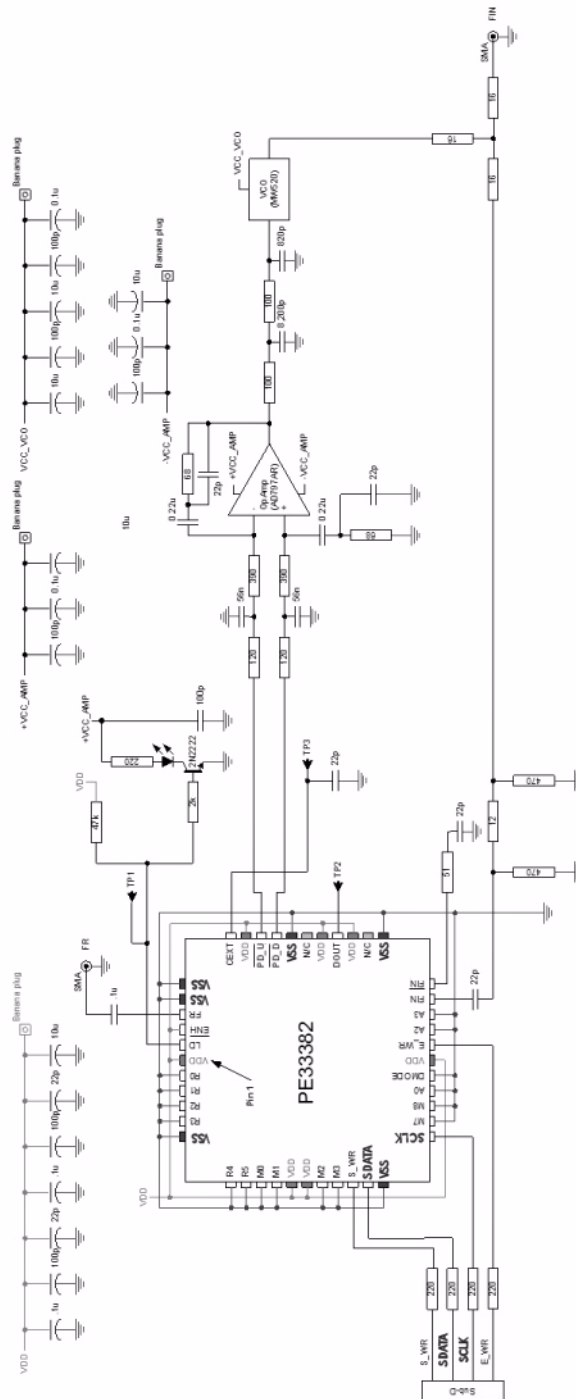 VDD
.1u
100p
22p
.1u
100p
22p
10u
Banana plug
+VCC_AMP
100p
0.1u
10u
Banana plug
VCC_VCO
10u
100p
10u
100p
0.1u
Banana plug
-VCC_AMP
100p
0.1u
10u
Banana plug
SMA
FR
.1u
TP1
47k
VDD
2k
2N2222
220
+VCC_AMP
100p
TP3
22p
TP2
120
56n
390
120
56n
390
0.22u
68
22p
+VCC_AMP
OpAmp
(AD797AR)
-
+
-VCC_AMP
0.22u
22p
68
100
8,200p
100
820p
VCO
(MW520)
VCC_VCO
18
16
16
SMA
FIN
470
12
470
22p
51
22p
PE33382
Pin 1
VSS
R3
R2
R1
R0
VDD
LD
ENH
FR
VSS
VSS
CEXT
VDD
PD_U
PD_D
VSS
N/C
VDD
DOUT
VDD
N/C
VSS
R4
R5
M0
M1
VDD
VDD
M2
M3
S_WR
SDATA
VSS
SCLK
M7
M8
A0
DMODE
VDD
E_WR
A2
A3
FIN
FIN
VDD
S_WR
220
SDATA
220
SCLK
220
E_WR
220
Sub-D